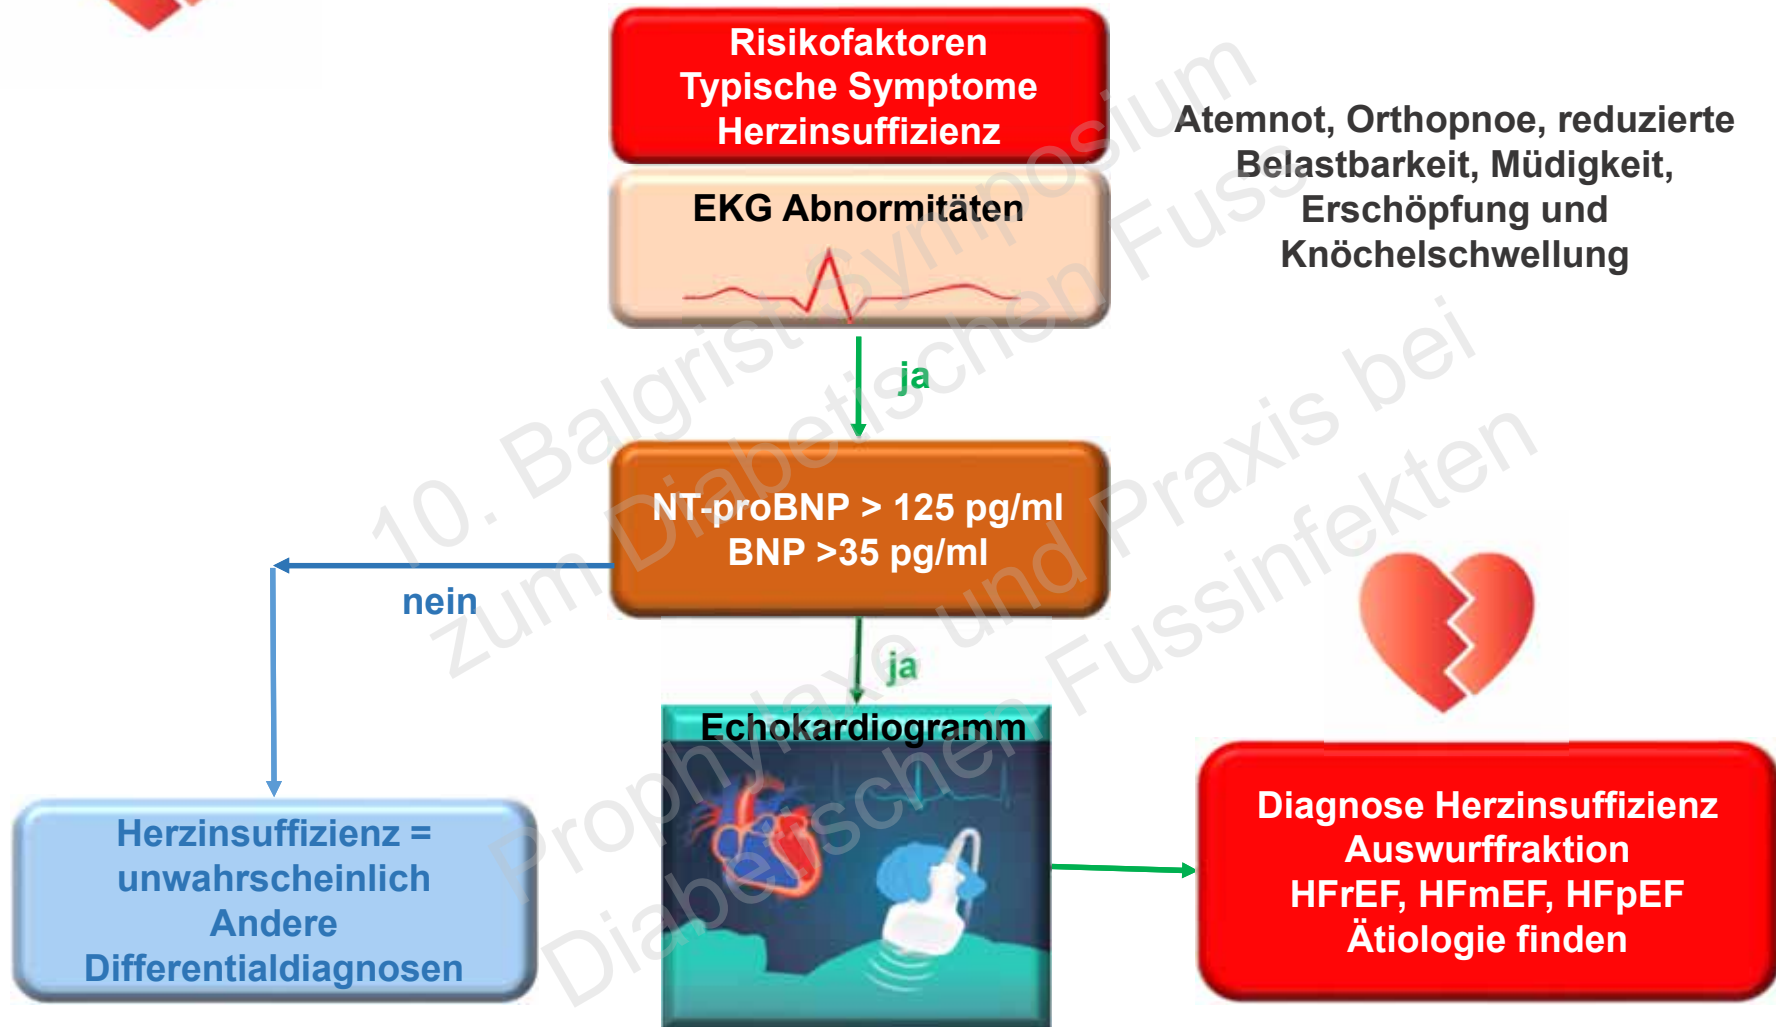 Risikofaktoren
Typische Symptome
Herzinsuffizienz
Atemnot, Orthopnoe, reduzierte
Belastbarkeit, Müdigkeit,
Erschöpfung und
Knöchelschwellung
EKG Abnormitäten
ja
NT-proBNP > 125 pg/ml
BNP >35 pg/ml
nein
ja
Echokardiogramm
Herzinsuffizienz =
unwahrscheinlich
Andere
Differentialdiagnosen
Diagnose Herzinsuffizienz
Auswurffraktion
HFrEF, HFmEF, HFpEF
Ätiologie finden
10. Balgrist Symposium
zum Diabetischen Fuss
Prophylaxe und Praxis bei
Diabetischen Fussinfekten